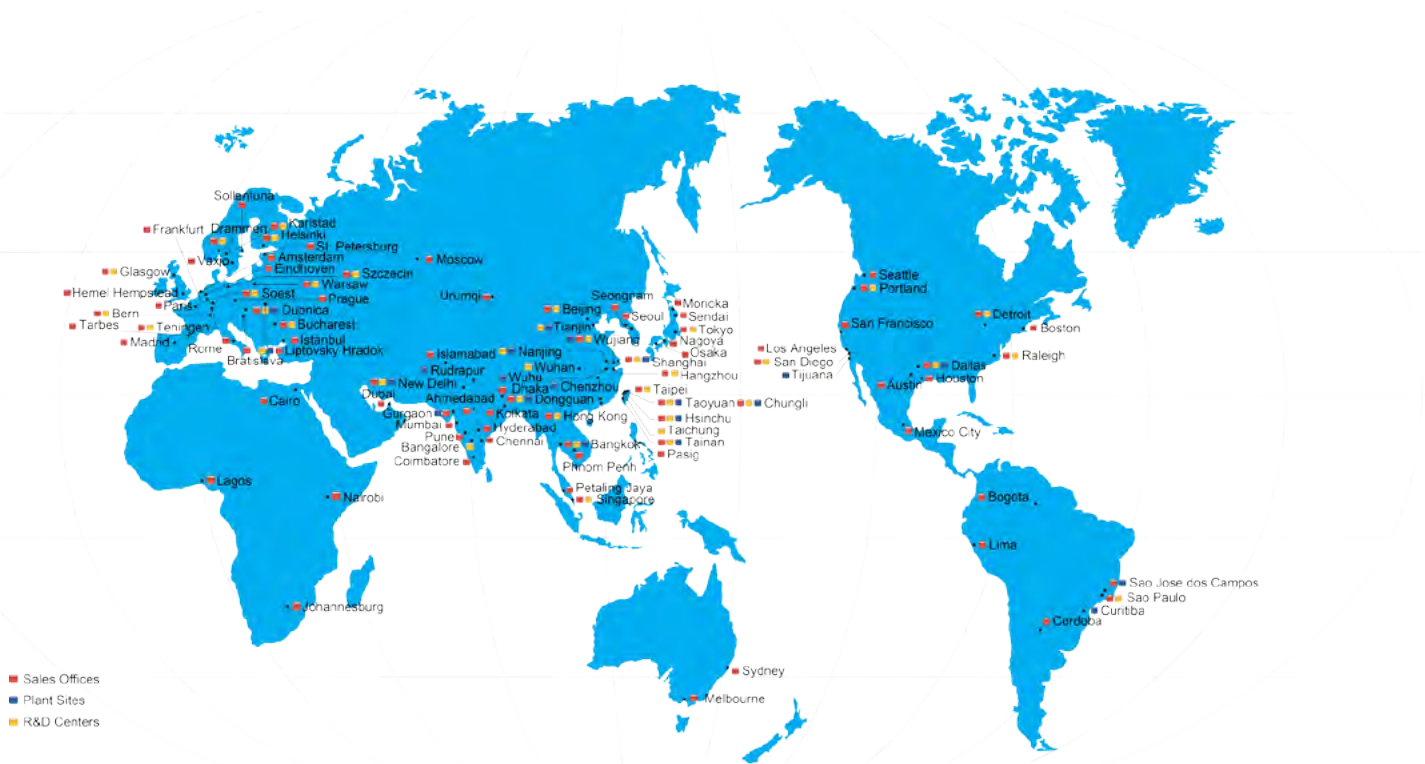 Sollentuna
Frankfurt
Drammen
Karlstad
Helsinki
St. Petersburg
Vaxjo
Amsterdam
Moscow
Eindhoven
Glasgow
Szczecin
Warsaw
Hemel Hempstead
Soest
Prague
Paris
Bern
Dubnica
Tarbes
Teningen
Bucharest
Madrid
Rome
Istanbul
Bratislava
Liptovsky Hradok
Urumqi
Seongnam
Beijing
Seoul
Morioka
Sendai
Tianjin
Tokyo
Wujiang
Nagoya
Osaka
Islamabad
Nanjing
Shanghai
Rudrapur
Wuhan
Hangzhou
Wuhu
New Delhi
Chenzhou
Taipei
Dubai
Dhaka
Cairo
Ahmedabad
Dongguan
Taoyuan
Chungli
Gurgaon
Kolkata
Hong Kong
Hsinchu
Mumbai
Hyderabad
Taichung
Pune
Chennai
Bangkok
Tainan
Bangalore
Pasig
Coimbatore
Phnom Penh
Lagos
Petaling Jaya
Nairobi
Singapore
Johannesburg
Sydney
Melbourne
Seattle
Portland
Detroit
San Francisco
Boston
Los Angeles
Raleigh
San Diego
Dallas
Tijuana
Houston
Austin
Mexico City
Bogota
Lima
Sao Jose dos Campos
Sao Paulo
Curitiba
Cordoba
Sales Offices
Plant Sites
R&D Centers